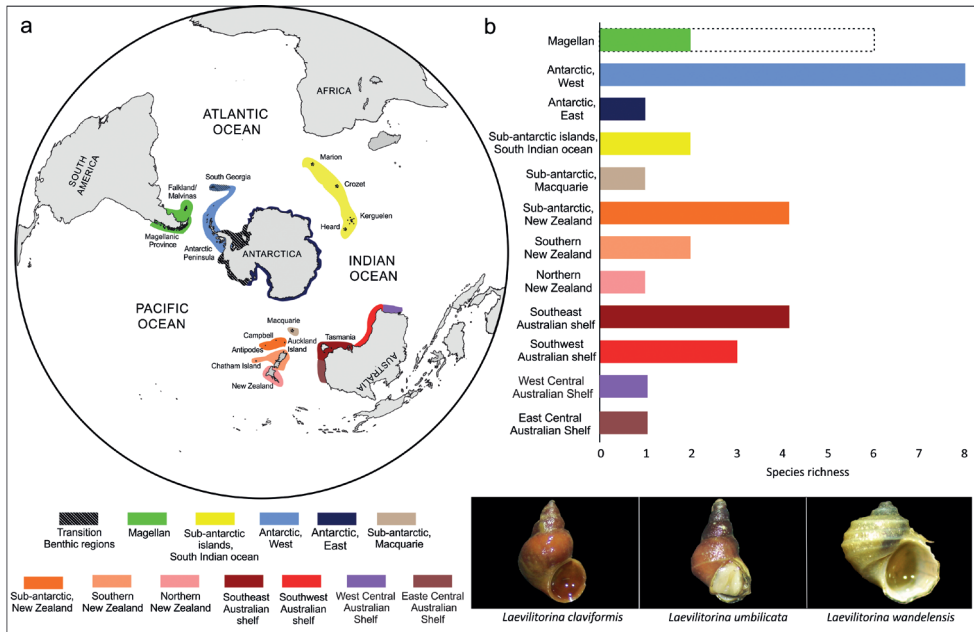 a
ATLANTIC
OCEAN
AFRICA
SOUTH
AMERICA
Falkland/
Malvinas
Magellanic
Province
South Georgia
Antarctic
Peninsula
ANTARCTICA
Marion
Crozet
Kerguelen
Heard
INDIAN
OCEAN
PACIFIC
OCEAN
Macquarie
Campbell
Auckland
Island
Antipodes
Chatham Island
New Zealand
Tasmania
AUSTRALIA
Transition
Benthic regions
Magellan
Sub-antarctic
islands,
South Indian ocean
Antarctic,
West
Antarctic,
East
Sub-antarctic,
Macquarie
Sub-antarctic,
New Zealand
Southern
New Zealand
Northern
New Zealand
Southeast
Australian
shelf
Southwest
Australian
shelf
West Central
Australian
Shelf
Easte Central
Australian
Shelf
b
Magellan
Antarctic,
West
Antarctic,
East
Sub-antarctic islands,
South Indian ocean
Sub-antarctic,
Macquarie
Sub-antarctic,
New Zealand
Southern
New Zealand
Northern
New Zealand
Southeast
Australian shelf
Southwest
Australian shelf
West Central
Australian Shelf
East Central
Australian Shelf
0 1 2 3 4 5 6 7 8
Species richness
Laevilitorina claviformis
Laevilitorina umbilicata
Laevilitorina wandelensis